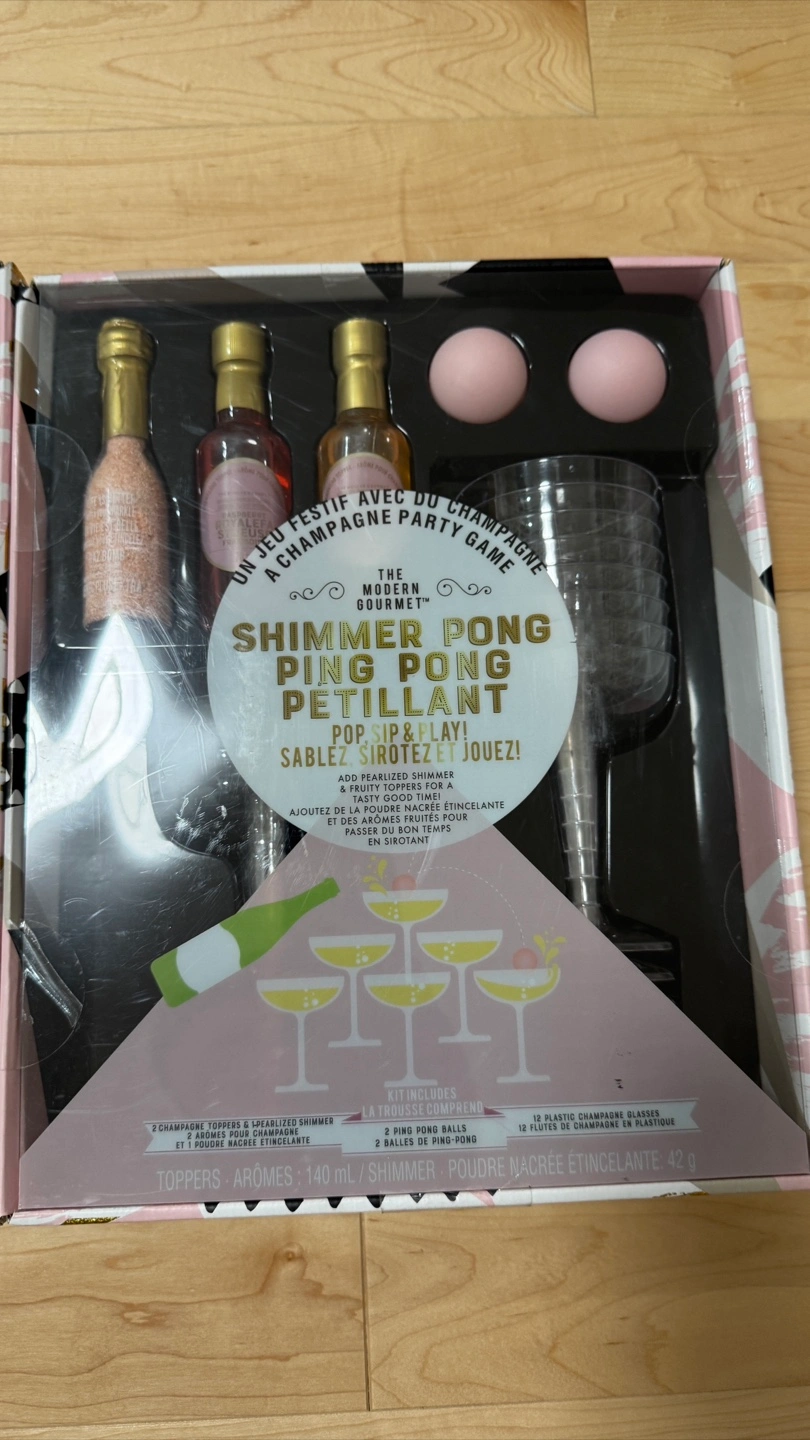 UN JEU FESTIF AVEC DU CHAMPAGNE
A CHAMPAGNE PARTY GAME
THE
MODERN
GOURMET™
SHIMMER PONG
PING PONG
PETILLANT
POP, SIP & PLAY!
SABLEZ, SIROTEZ ET JOUEZ!
ADD PEARLIZED SHIMMER
& FRUITY TOPPERS FOR A
TASTY GOOD TIME!
AJOUTEZ DE LA POUDRE NACRÉE ÉTINCELANTE
ET DES ARÔMES FRUITÉS POUR
PASSER DU BON TEMPS
EN SIROTANT
KIT INCLUDES
LA TROUSSE COMPREND
2 CHAMPAGNE TOPPERS & 1 PEARLIZED SHIMMER
2 ARÔMES POUR CHAMPAGNE
ET 1 POUDRE NACRÉE ÉTINCELANTE
2 PING PONG BALLS
2 BALLES DE PING-PONG
12 PLASTIC CHAMPAGNE GLASSES
12 FLUTES DE CHAMPAGNE EN PLASTIQUE
TOPPERS · ARÔMES : 140 mL / SHIMMER · POUDRE NACRÉE ÉTINCELANTE: 42 g